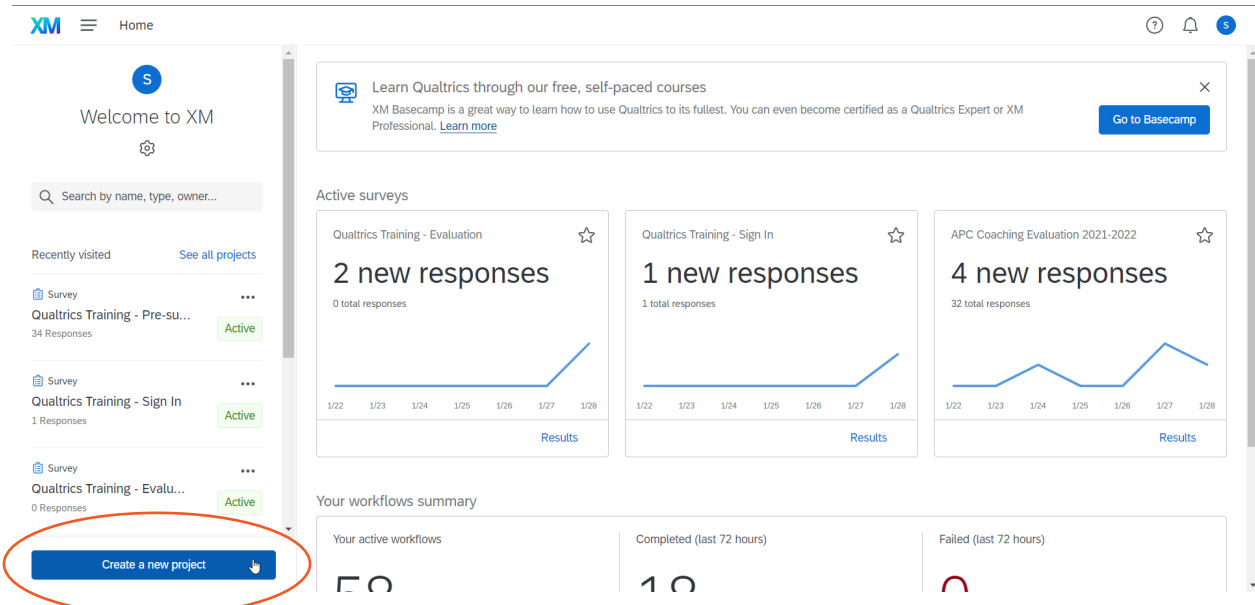 XM Home
S
S
Welcome to XM
Search by name, type, owner...
Recently visited See all projects
Survey
Qualtrics Training - Pre-su...
34 Responses
Active
Survey
Qualtrics Training - Sign In
1 Responses
Active
Survey
Qualtrics Training - Evalu...
0 Responses
Active
Create a new project
Learn Qualtrics through our free, self-paced courses
XM Basecamp is a great way to learn how to use Qualtrics to its fullest. You can even become certified as a Qualtrics Expert or XM
Professional. Learn more
Go to Basecamp
Active surveys
Qualtrics Training - Evaluation
2 new responses
0 total responses
1/22 1/23 1/24 1/25 1/26 1/27 1/28
Results
Qualtrics Training - Sign In
1 new responses
1 total responses
1/22 1/23 1/24 1/25 1/26 1/27 1/28
Results
APC Coaching Evaluation 2021-2022
4 new responses
32 total responses
1/22 1/23 1/24 1/25 1/26 1/27 1/28
Results
Your workflows summary
Your active workflows
Completed (last 72 hours)
Failed (last 72 hours)